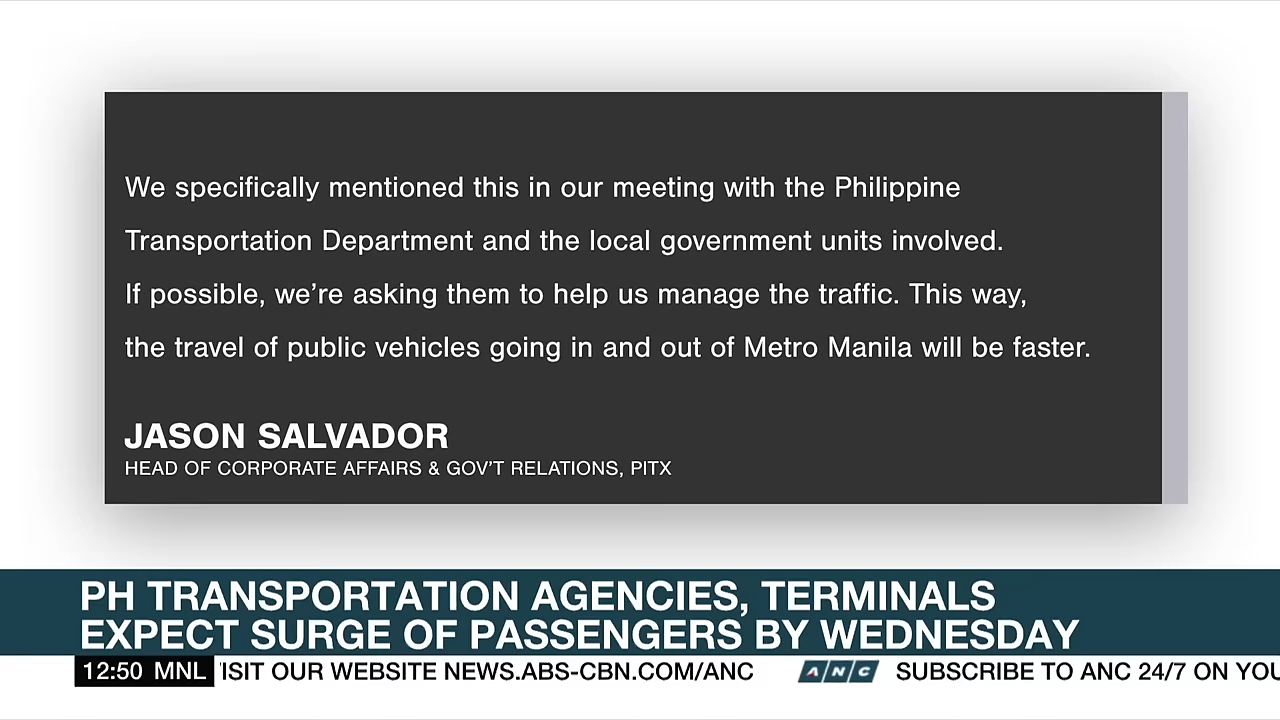 We specifically mentioned this in our meeting with the Philippine
Transportation Department and the local government units involved.
If possible, we're asking them to help us manage the traffic. This way,
the travel of public vehicles going in and out of Metro Manila will be faster.
JASON SALVADOR
HEAD OF CORPORATE AFFAIRS & GOV'T RELATIONS, PITX
PH TRANSPORTATION AGENCIES, TERMINALS
EXPECT SURGE OF PASSENGERS BY WEDNESDAY
12:50 MNL ISIT OUR WEBSITE NEWS.ABS-CBN.COM/ANC ANC SUBSCRIBE TO ANC 24/7 ON YOU